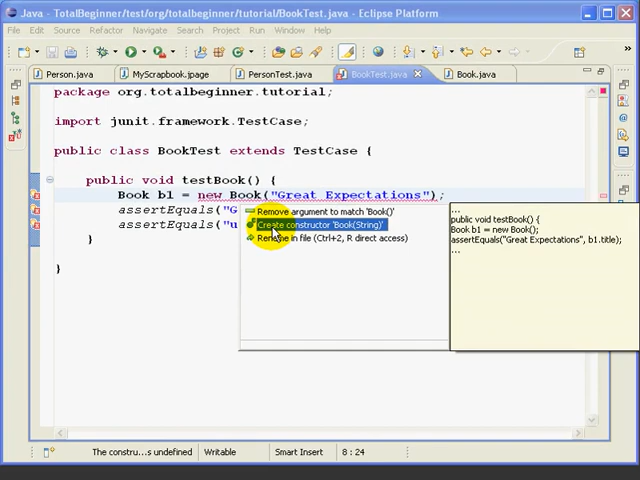 Java - TotalBeginner/test/org/totalbeginner/tutorial/BookTest.java - Eclipse Platform
File Edit Refactor Navigate Search Project Run Window Help
Person.java MyScrapbook.jpage PersonTest.java BookTest.java Book.java
package org.totalbeginner.tutorial;
import junit.framework.TestCase;
public class BookTest extends TestCase {
public void testBook() {
Book b1 = new Book("Great Expectations");
assertEquals("G
assertEquals("u
}
}
Remove argument to match 'Book()'
Create constructor 'Book(String)'
Rename in file (Ctrl+2, R direct access)
...
public void testBook() {
Book b1 = new Book();
assertEquals("Great Expectations", b1.title);
...
The constru...s undefined Writable Smart Insert 8 : 24